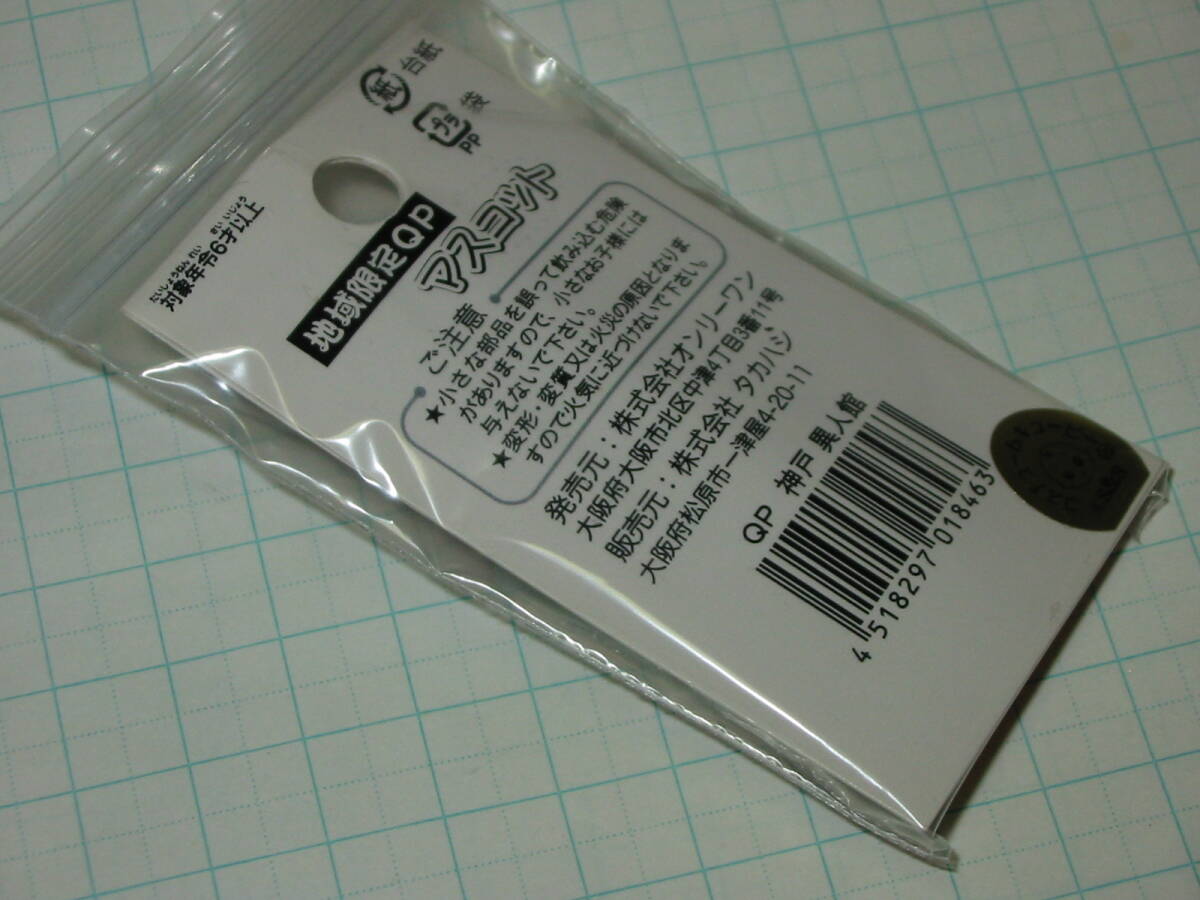 紙 台紙
プラ 袋
PP
たいしょうねんれい さい いじょう
対象年令6才以上
地域限定QP
マスコット
ご注意
★小さな部品を誤って飲み込む危険
がありますので、小さなお子様には
与えないで下さい。
★変形・変質又は火災の原因となりま
すので火気に近づけないで下さい。
発売元：株式会社オンリーワン
大阪府大阪市北区中津4丁目3番11号
販売元：株式会社 タカハシ
大阪府松原市一津屋4-20-11
QP 神戸 異人館
4518297018463